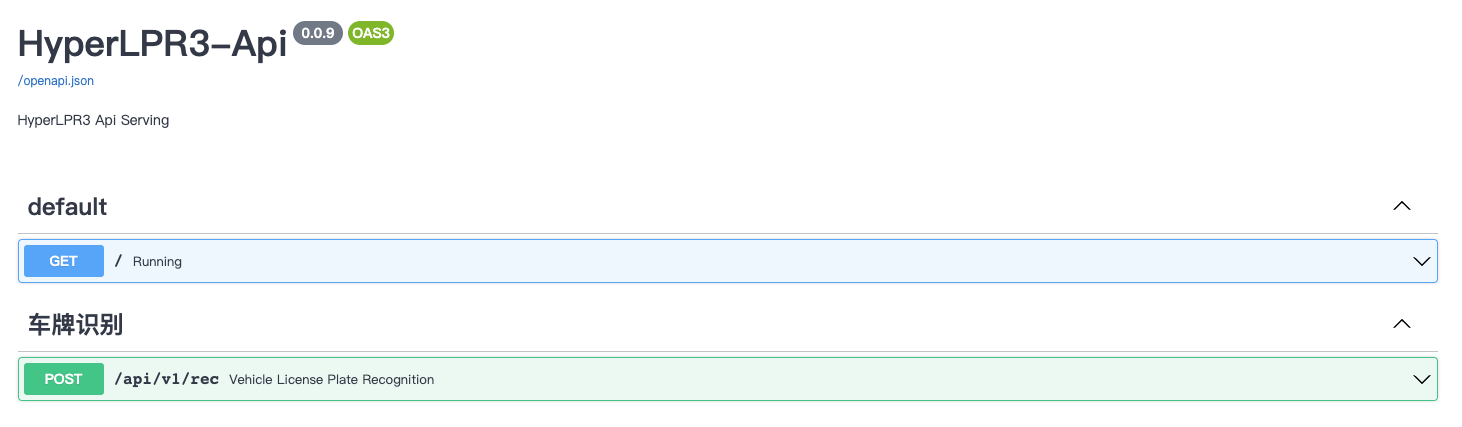 HyperLPR3-Api 0.0.9 OAS3
/openapi.json
HyperLPR3 Api Serving
default
GET / Running
车牌识别
POST /api/v1/rec Vehicle License Plate Recognition